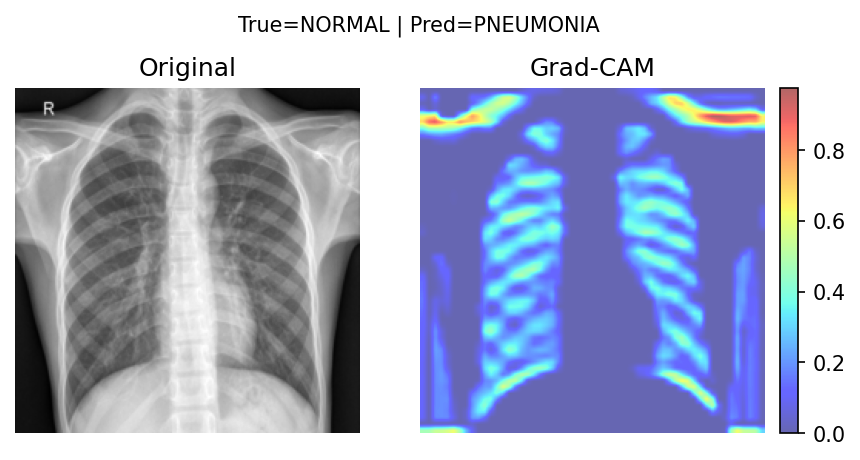 True=NORMAL | Pred=PNEUMONIA
Original
Grad-CAM
R
0.8
0.6
0.4
0.2
0.0